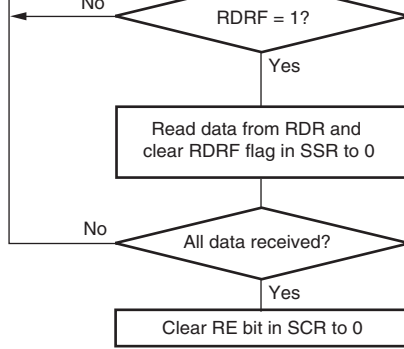 No
RDRF = 1?
Yes
Read data from RDR and
clear RDRF flag in SSR to 0
No
All data received?
Yes
Clear RE bit in SCR to 0